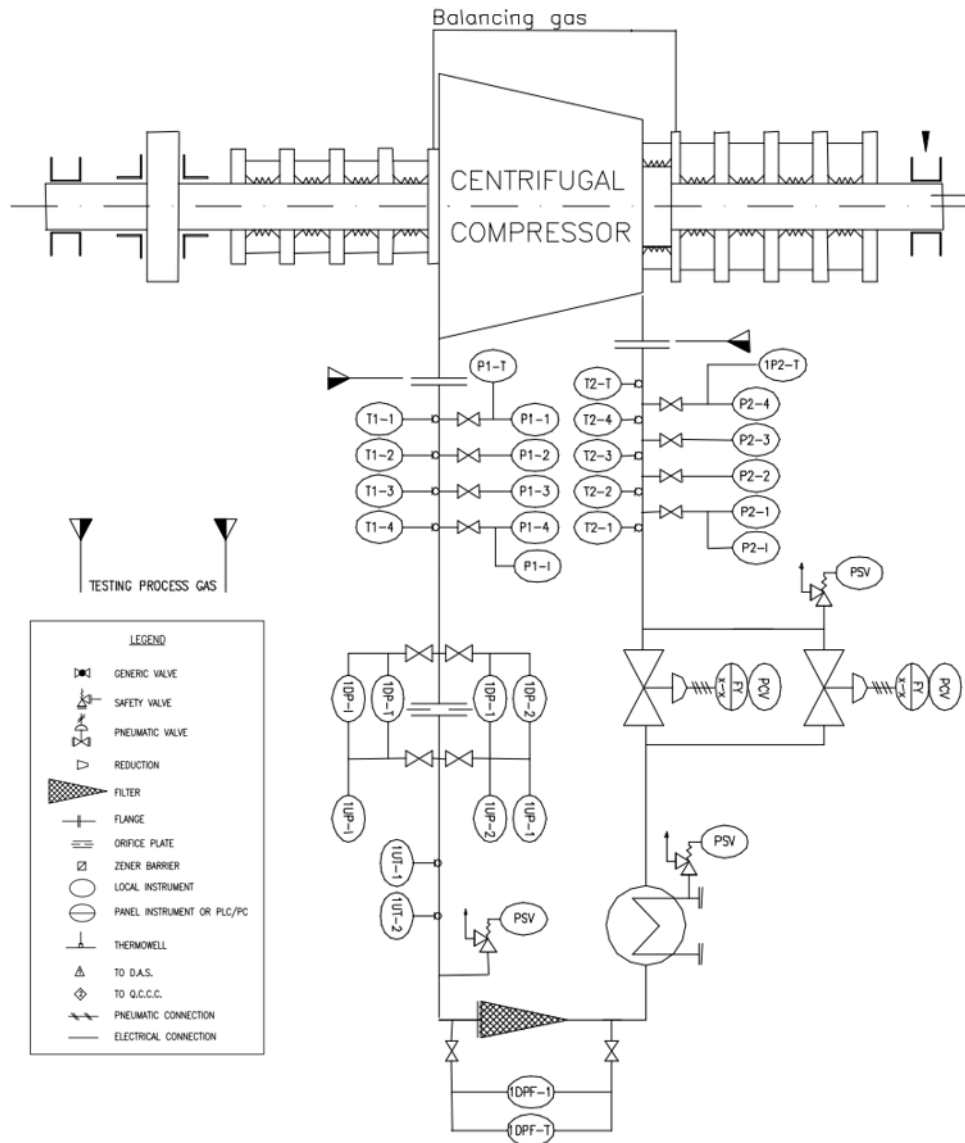 Balancing gas
CENTRIFUGAL
COMPRESSOR
P1-T
1P2-T
T2-T
P2-4
T1-1
P1-1
T2-4
P2-3
T1-2
P1-2
T2-3
P2-2
T1-3
P1-3
T2-2
P2-1
T1-4
P1-4
T2-1
P2-I
P1-I
TESTING PROCESS GAS
PSV
LEGEND
GENERIC VALVE
SAFETY VALVE
PNEUMATIC VALVE
REDUCTION
FILTER
FLANGE
ORIFICE PLATE
ZENER BARRIER
LOCAL INSTRUMENT
PANEL INSTRUMENT OR PLC/PC
THERMOWELL
TO D.A.S.
TO Q.C.C.C.
PNEUMATIC CONNECTION
ELECTRICAL CONNECTION
1DP-I
1DP-T
1DP-1
1DP-2
FY
x-x
PCV
FY
x-x
PCV
1UP-I
1UP-2
1UP-1
PSV
1UT-1
1UT-2
PSV
1DPF-1
1DPF-T